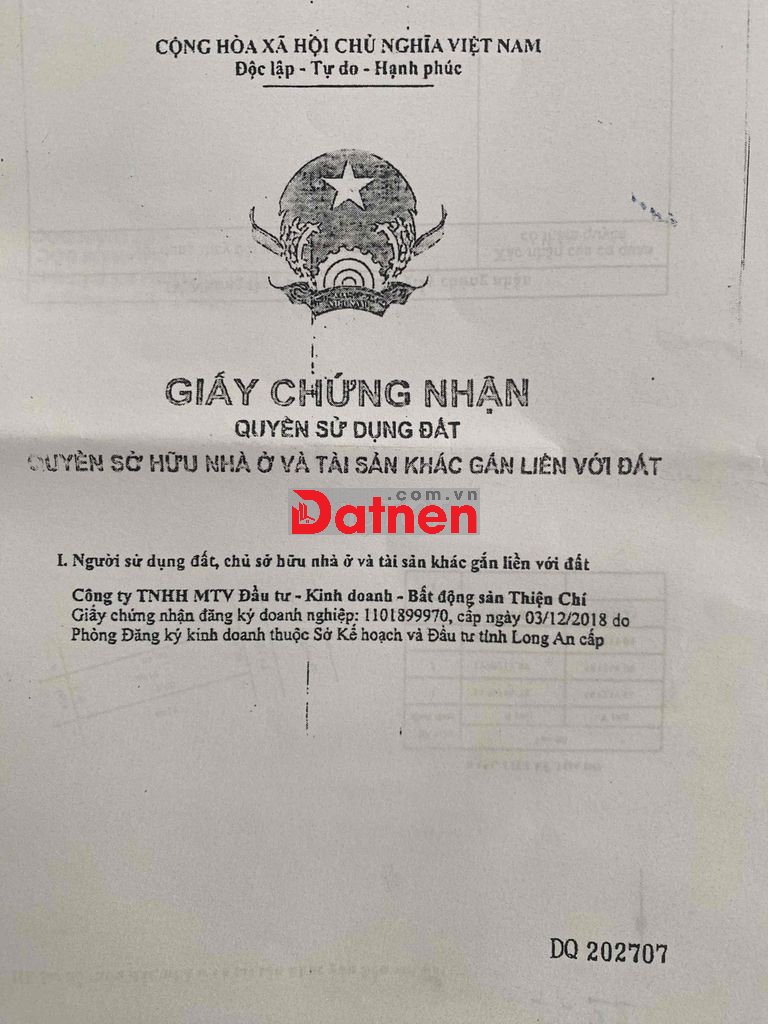 CỘNG HÒA XÃ HỘI CHỦ NGHĨA VIỆT NAM
Độc lập - Tự do - Hạnh phúc
GIẤY CHỨNG NHẬN
QUYỀN SỬ DỤNG ĐẤT
QUYỀN SỞ HỮU NHÀ Ở VÀ TÀI SẢN KHÁC GẮN LIỀN VỚI ĐẤT
.com.vn
Datnen
I. Người sử dụng đất, chủ sở hữu nhà ở và tài sản khác gắn liền với đất
Công ty TNHH MTV Đầu tư - Kinh doanh - Bất động sản Thiện Chí
Giấy chứng nhận đăng ký doanh nghiệp: 1101899970, cấp ngày 03/12/2018 do
Phòng Đăng ký kinh doanh thuộc Sở Kế hoạch và Đầu tư tỉnh Long An cấp
DQ 202707